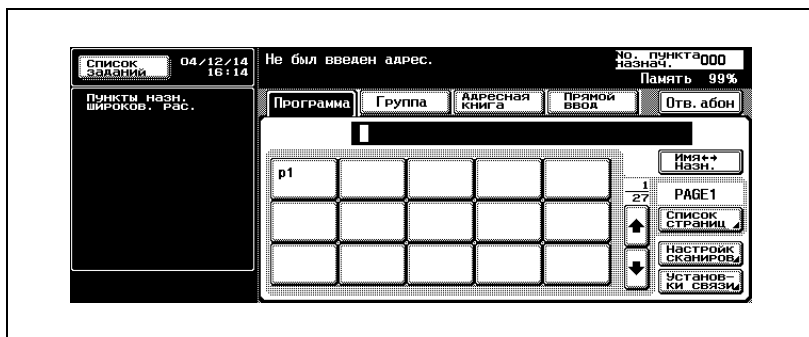 Список
заданий
04/12/14
16:14
Не был введен адрес.
No. пункта
назнач.
000
Память 99%
Пункты назн.
широков. рас.
Программа
Группа
Адресная
книга
Прямой
ввод
Отв. абон
Имя↔
Назн.
p1
1
27
PAGE1
Список
страниц
Настройк
сканиров
Установ-
ки связи